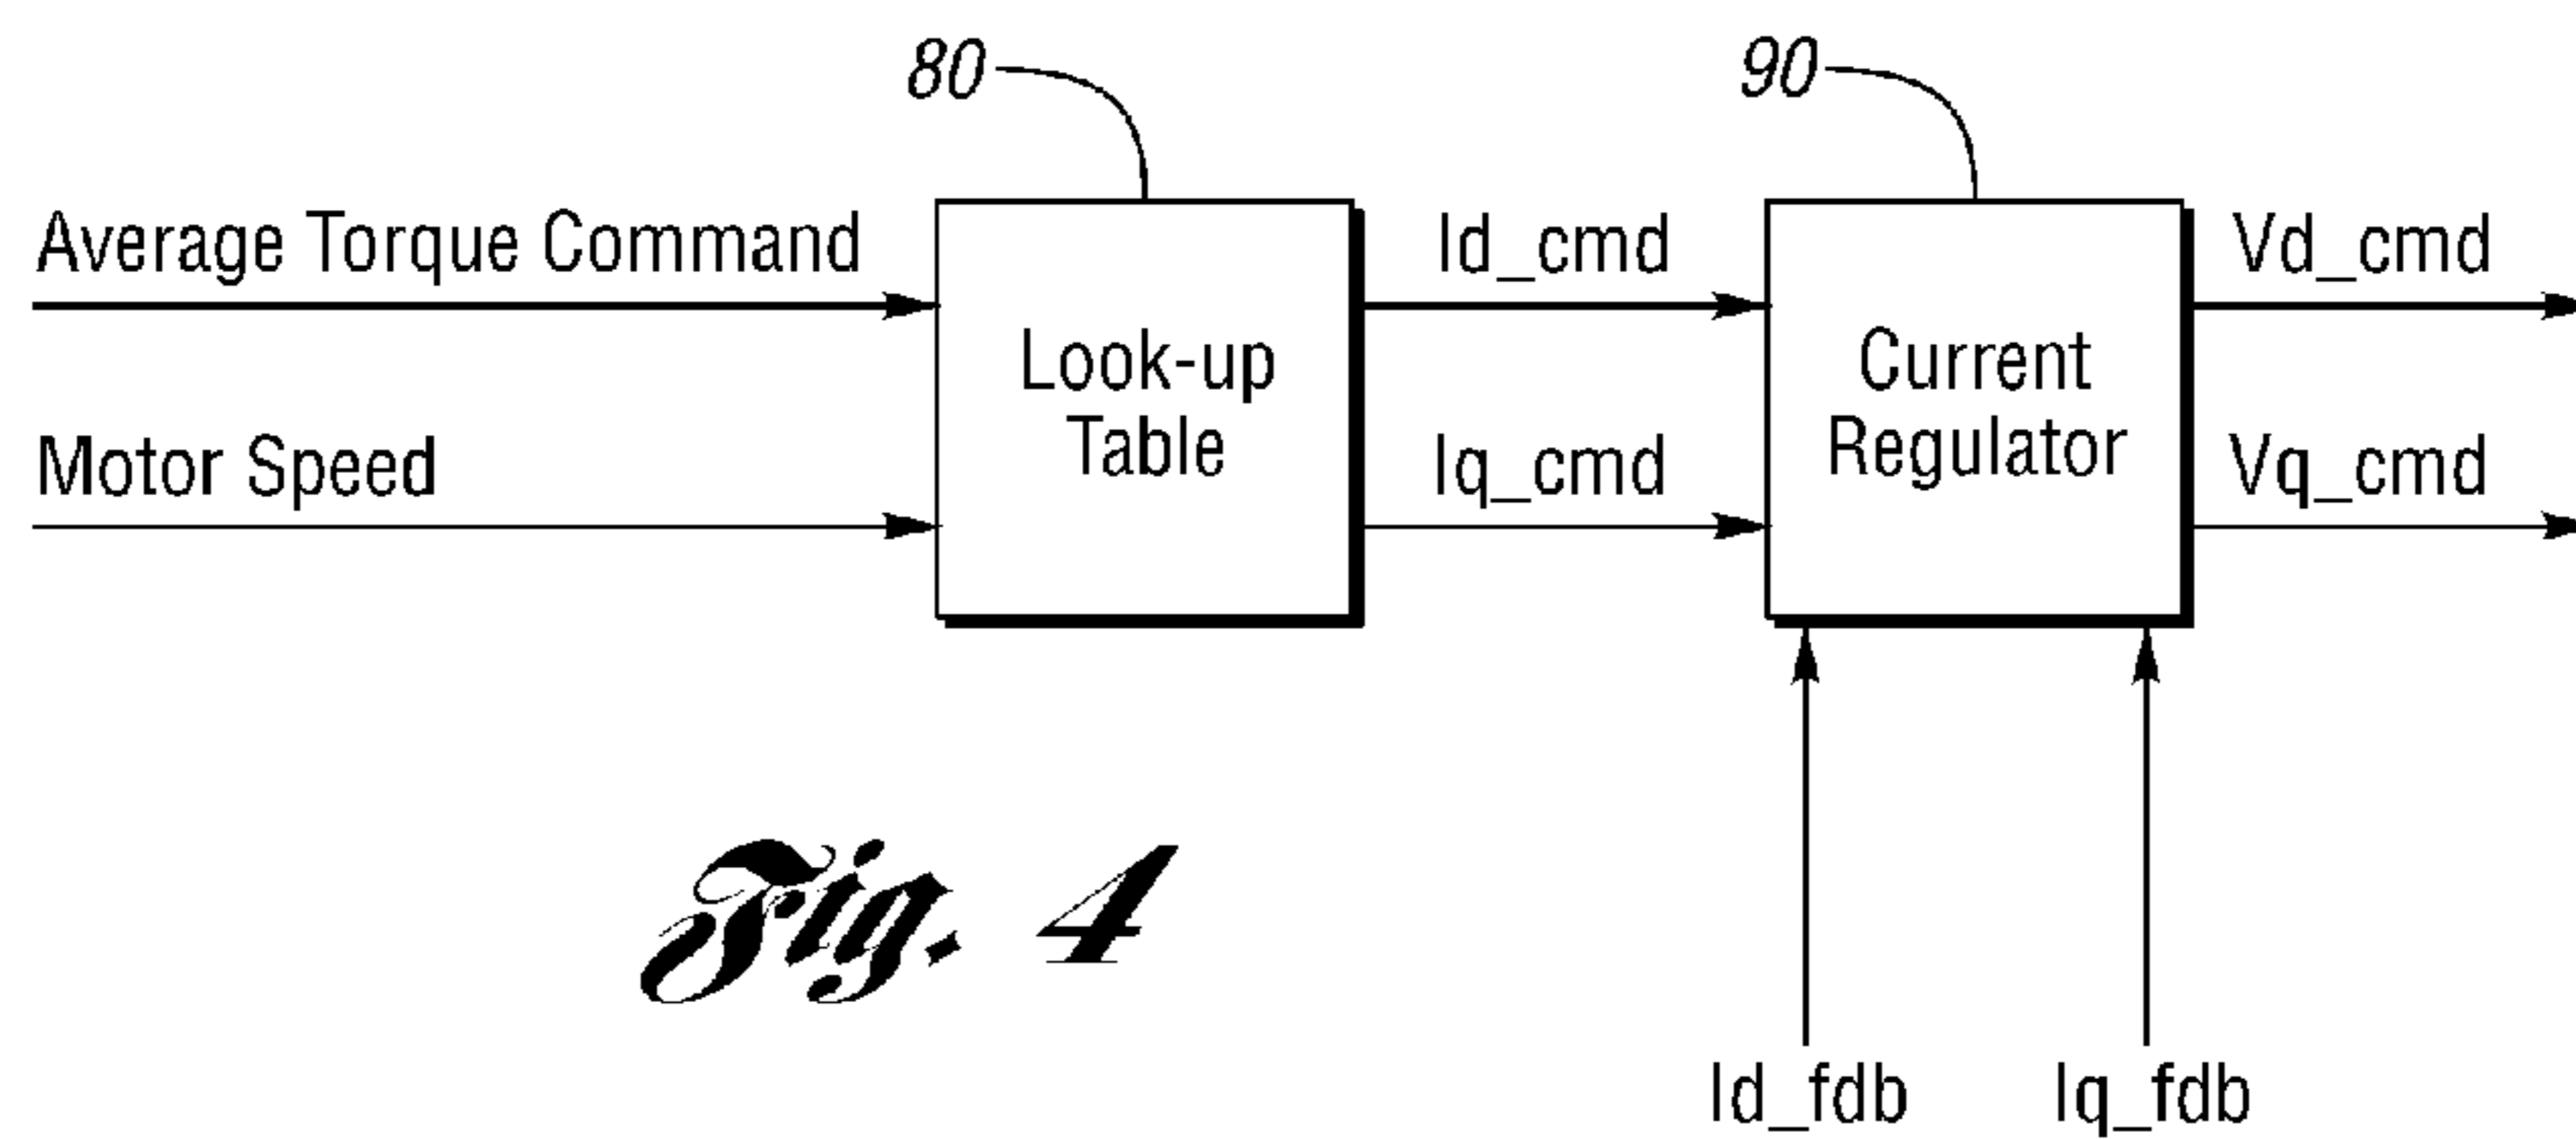 80
90
Average Torque Command
Id_cmd
Vd_cmd
Look-up
Table
Current
Regulator
Motor Speed
Iq_cmd
Vq_cmd
Fig. 4
Id_fdb
Iq_fdb